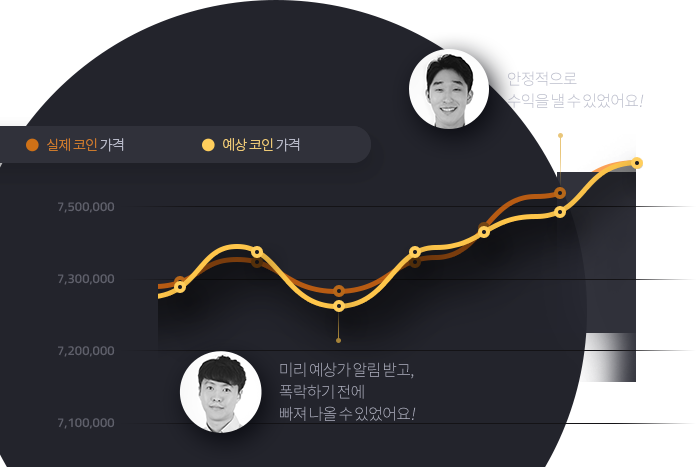 안정적으로
수익을 낼 수 있었어요!
실제 코인 가격
예상 코인 가격
7,500,000
7,300,000
7,200,000
미리 예상가 알림 받고,
폭락하기 전에
빠져 나올 수 있었어요!
7,100,000